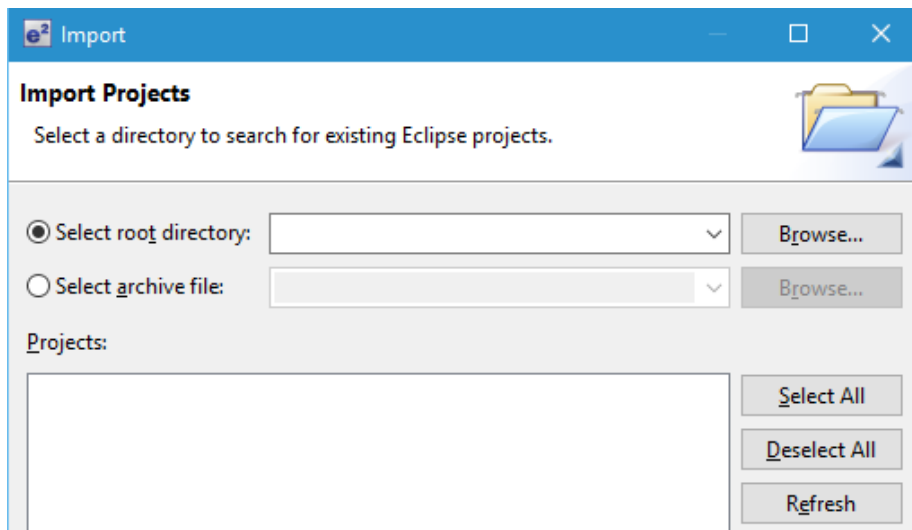 e² Import
Import Projects
Select a directory to search for existing Eclipse projects.
Select root directory: Browse...
Select archive file: Browse...
Projects:
Select All
Deselect All
Refresh